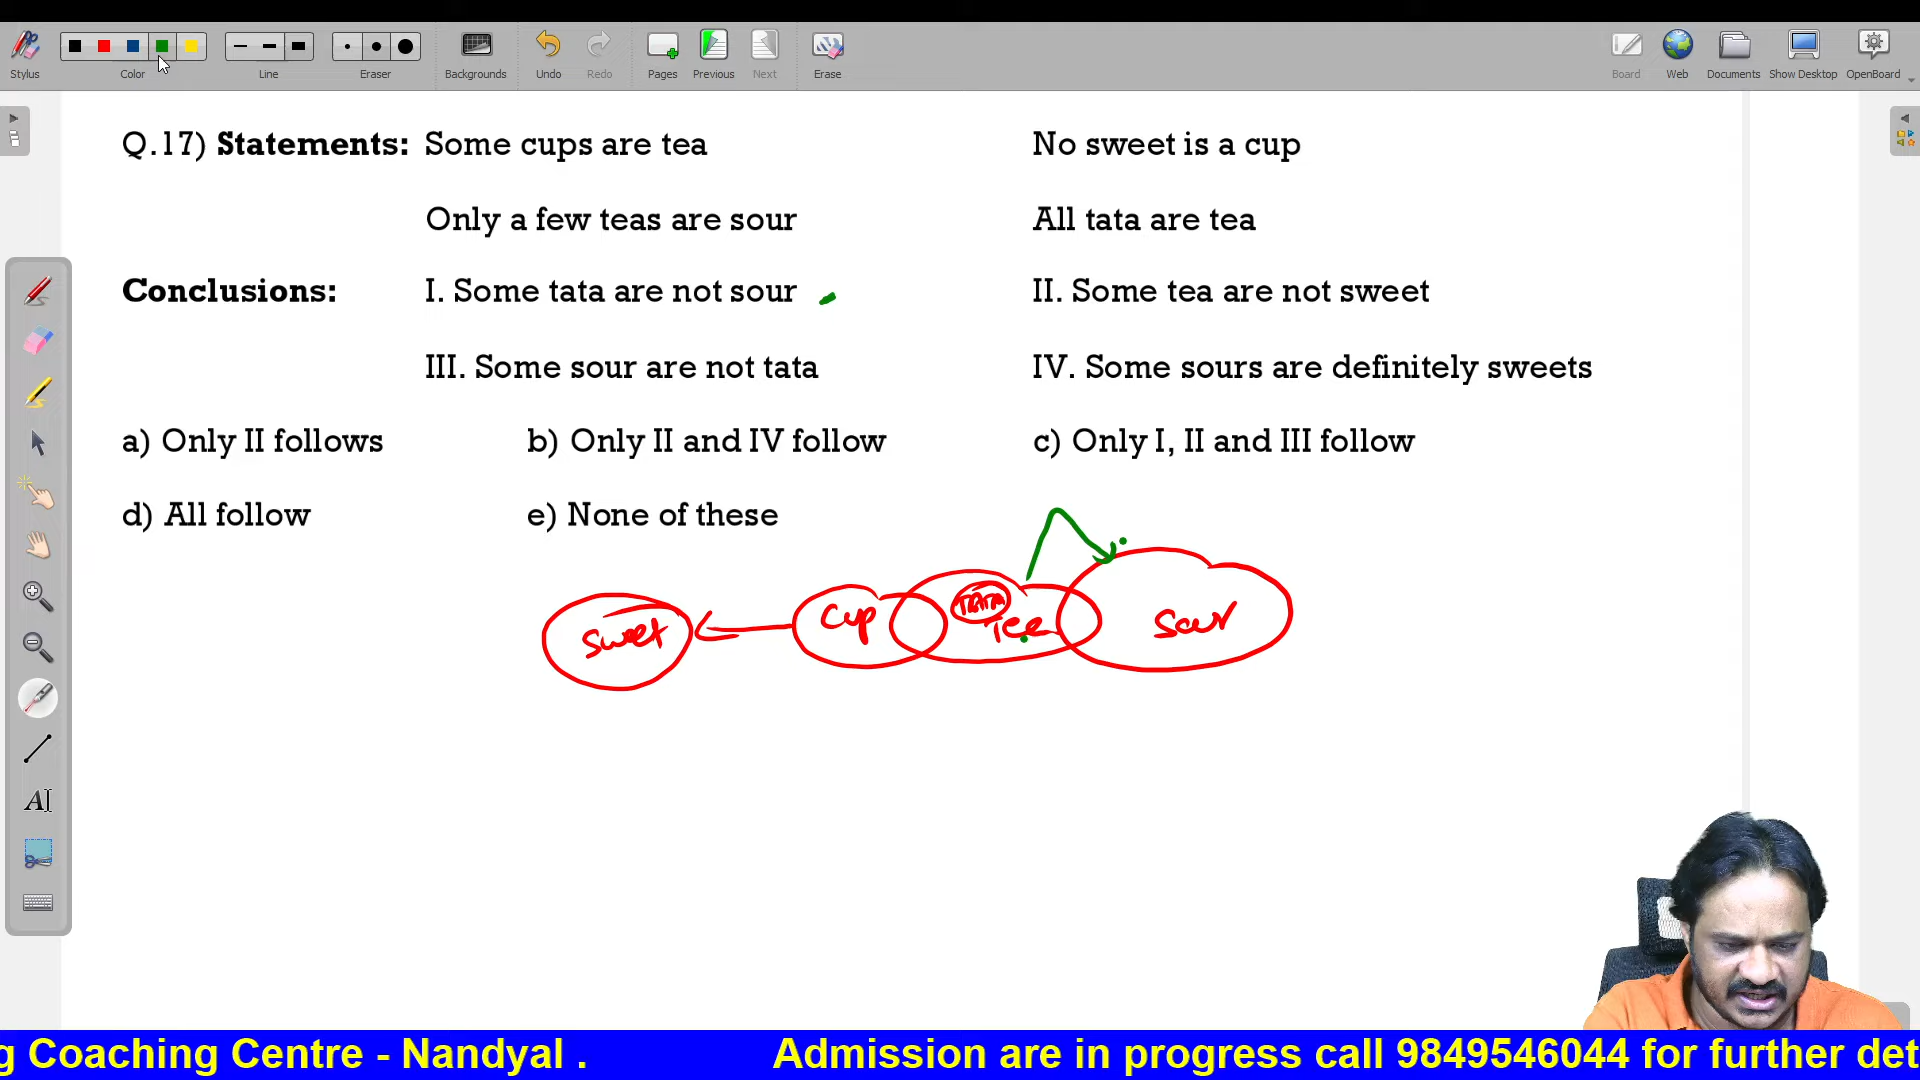 Stylus Color Line Eraser Backgrounds Undo Redo Pages Previous Next Erase Board Web Documents Show Desktop OpenBoard
Q.17) Statements: Some cups are tea No sweet is a cup
Only a few teas are sour All tata are tea
Conclusions: I. Some tata are not sour II. Some tea are not sweet
III. Some sour are not tata IV. Some sours are definitely sweets
a) Only II follows b) Only II and IV follow c) Only I, II and III follow
d) All follow e) None of these
TATA
sweet cup Tea sour
AI
g Coaching Centre - Nandyal . Admission are in progress call 9849546044 for further det